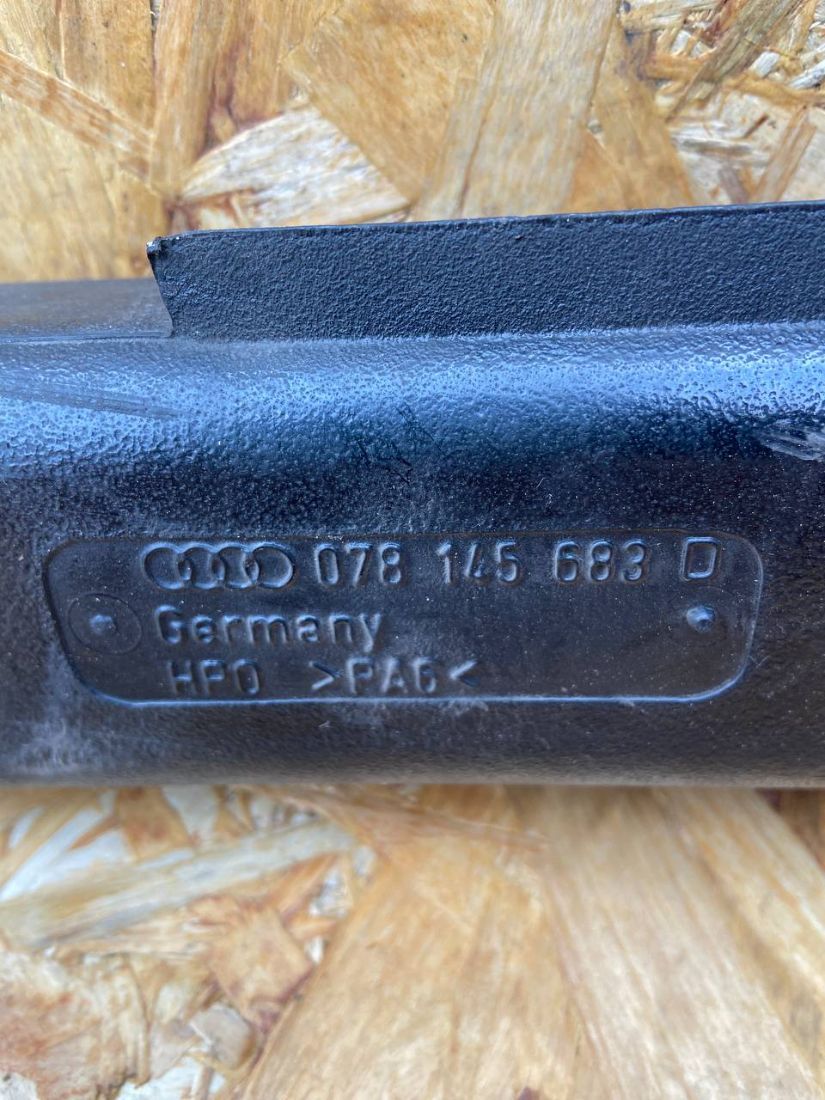 078 145 683 D
Germany
HPO >PA6<